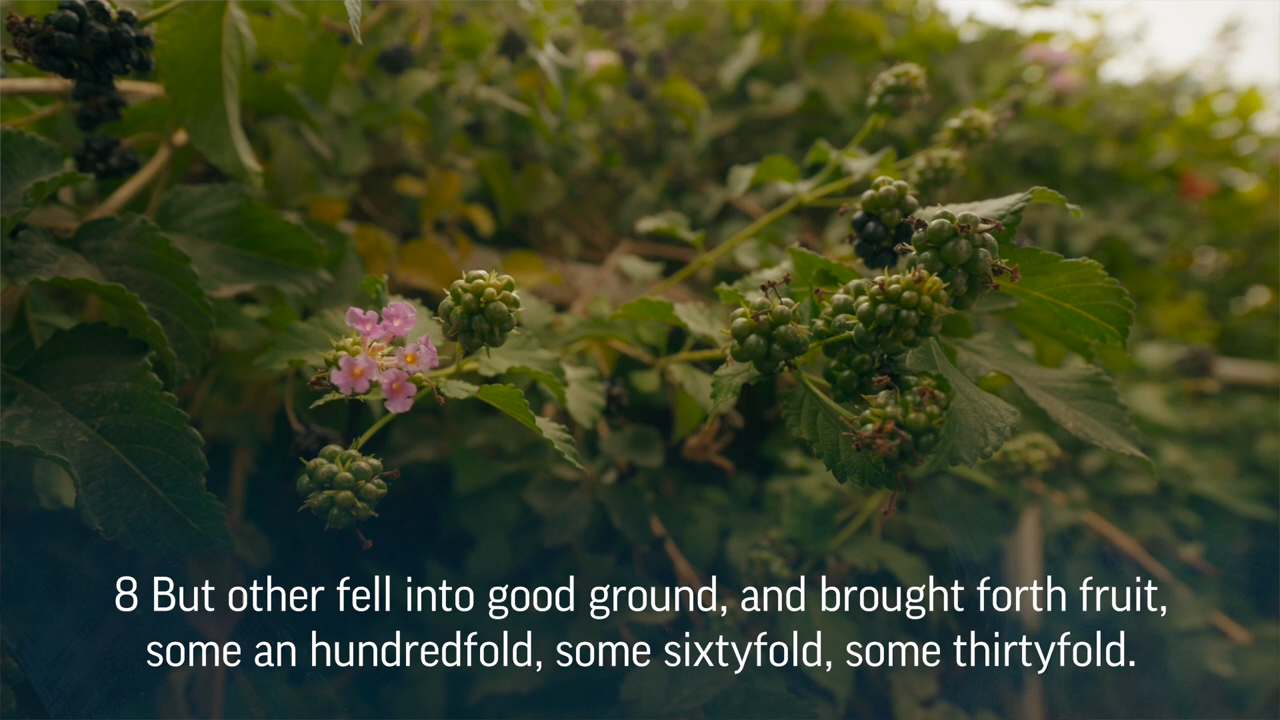 8 But other fell into good ground, and brought forth fruit,
some an hundredfold, some sixtyfold, some thirtyfold.